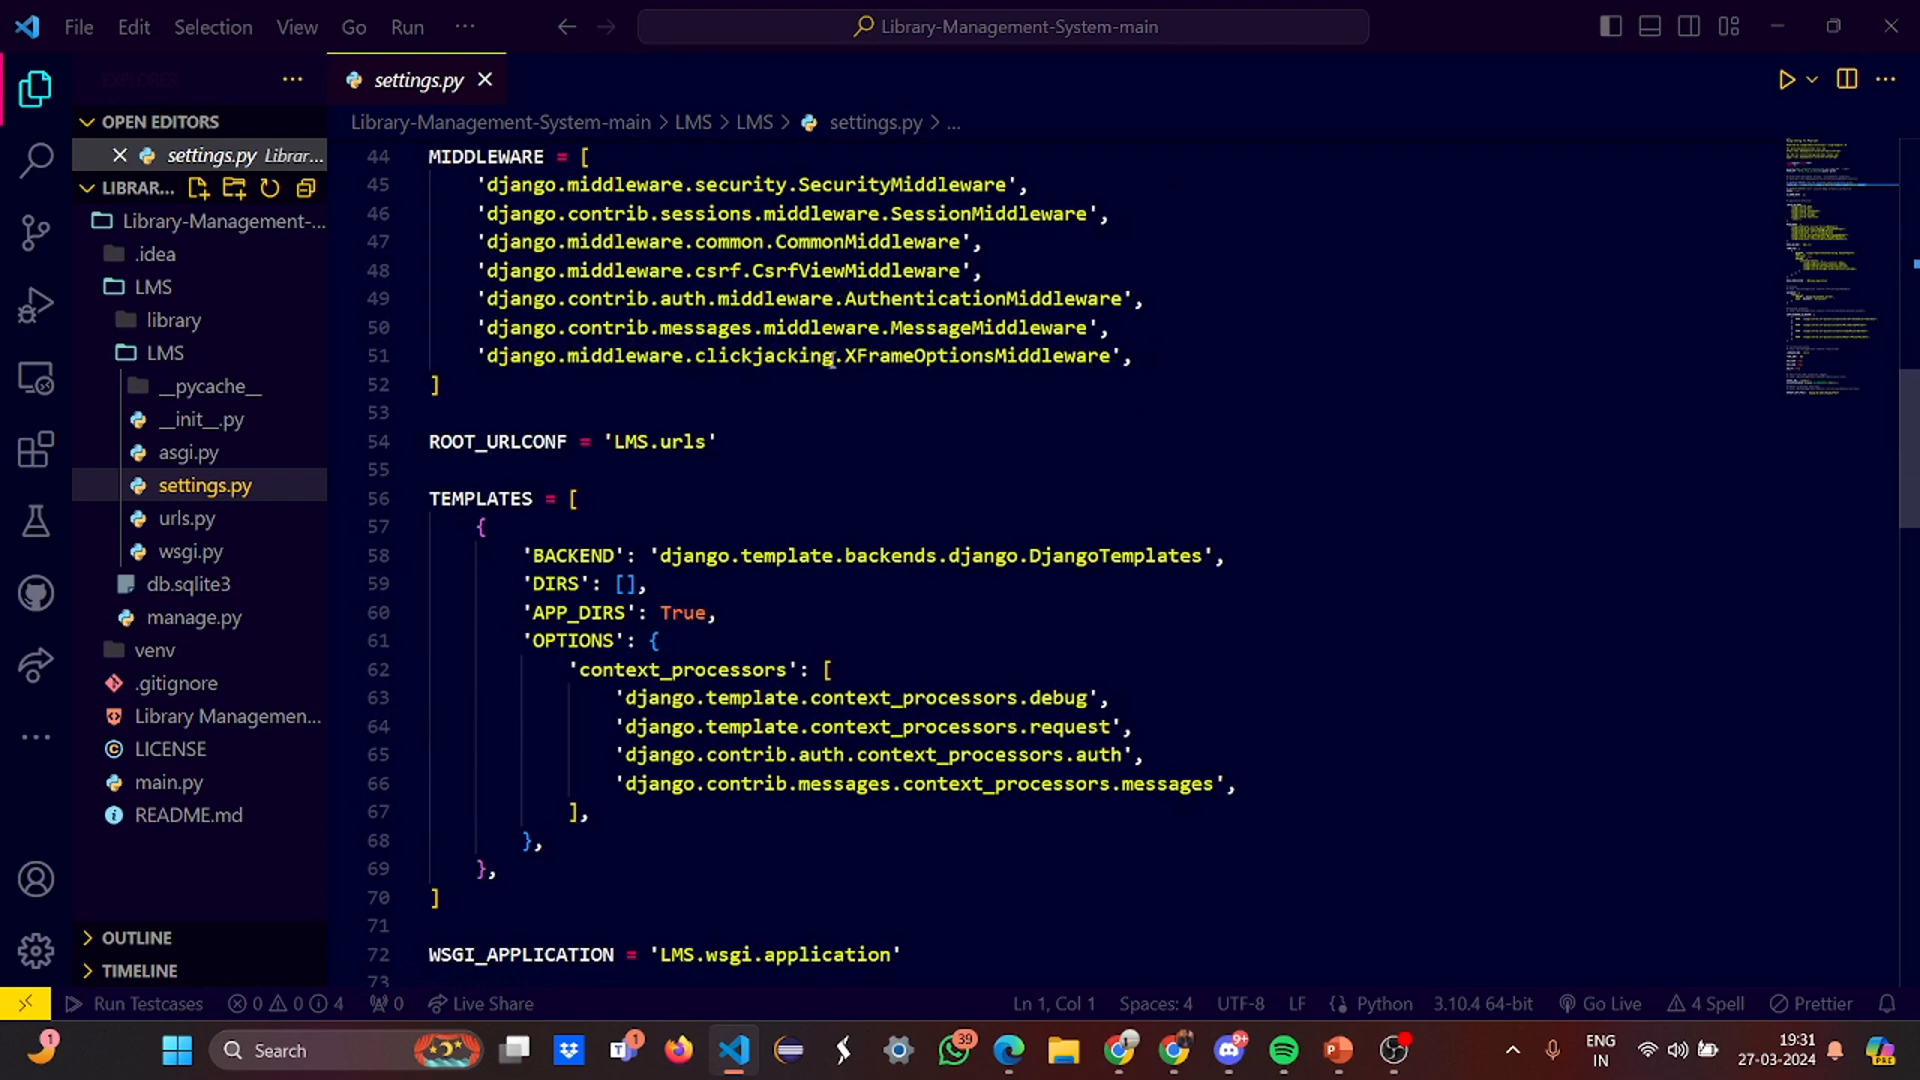 File Edit Selection View Go Run ··· Library-Management-System-main
EXPLORER ···
settings.py
OPEN EDITORS
settings.py Librar...
LIBRAR...
Library-Management-...
.idea
LMS
library
LMS
__pycache__
__init__.py
asgi.py
settings.py
urls.py
wsgi.py
db.sqlite3
manage.py
venv
.gitignore
Library Managemen...
LICENSE
main.py
README.md
OUTLINE
TIMELINE
Library-Management-System-main > LMS > LMS > settings.py > ...
44 MIDDLEWARE = [
45 'django.middleware.security.SecurityMiddleware',
46 'django.contrib.sessions.middleware.SessionMiddleware',
47 'django.middleware.common.CommonMiddleware',
48 'django.middleware.csrf.CsrfViewMiddleware',
49 'django.contrib.auth.middleware.AuthenticationMiddleware',
50 'django.contrib.messages.middleware.MessageMiddleware',
51 'django.middleware.clickjacking.XFrameOptionsMiddleware',
52 ]
53
54 ROOT_URLCONF = 'LMS.urls'
55
56 TEMPLATES = [
57 {
58 'BACKEND': 'django.template.backends.django.DjangoTemplates',
59 'DIRS': [],
60 'APP_DIRS': True,
61 'OPTIONS': {
62 'context_processors': [
63 'django.template.context_processors.debug',
64 'django.template.context_processors.request',
65 'django.contrib.auth.context_processors.auth',
66 'django.contrib.messages.context_processors.messages',
67 ],
68 },
69 },
70 ]
71
72 WSGI_APPLICATION = 'LMS.wsgi.application'
73
Run Testcases 0 0 4 0 Live Share Ln 1, Col 1 Spaces: 4 UTF-8 LF Python 3.10.4 64-bit Go Live 4 Spell Prettier
1 Search 1 39 9+ ENG 19:31
IN 27-03-2024